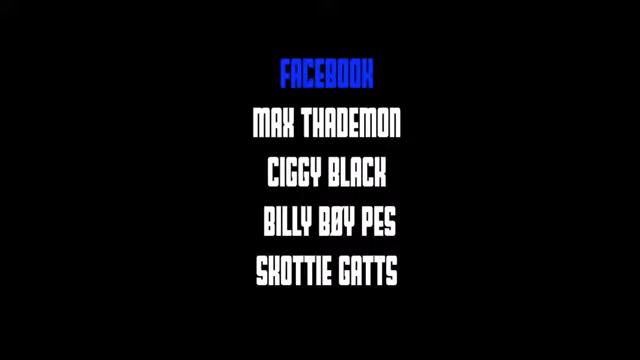 FACEBOOK
MAX THADEMON
CIGGY BLACK
BILLY BØY PES
SKOTTIE GATTS